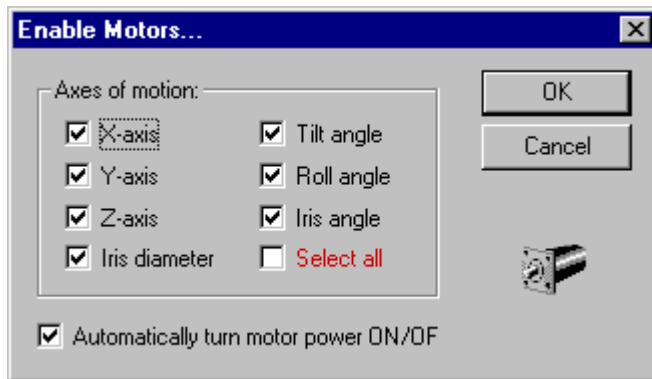 Enable Motors...
Axes of motion:
OK
X-axis
Tilt angle
Cancel
Y-axis
Roll angle
Z-axis
Iris angle
Iris diameter
Select all
Automatically turn motor power ON/OF